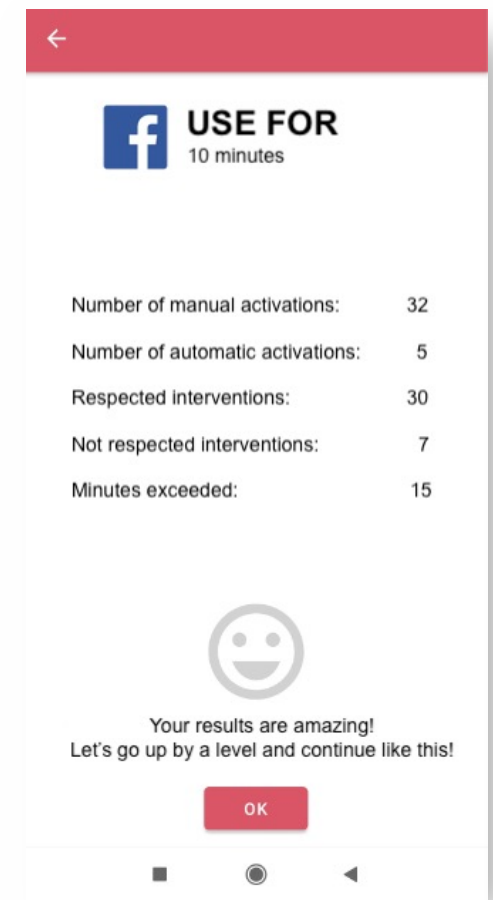 f
USE FOR
10 minutes
Number of manual activations: 32
Number of automatic activations: 5
Respected interventions: 30
Not respected interventions: 7
Minutes exceeded: 15
Your results are amazing!
Let's go up by a level and continue like this!
OK